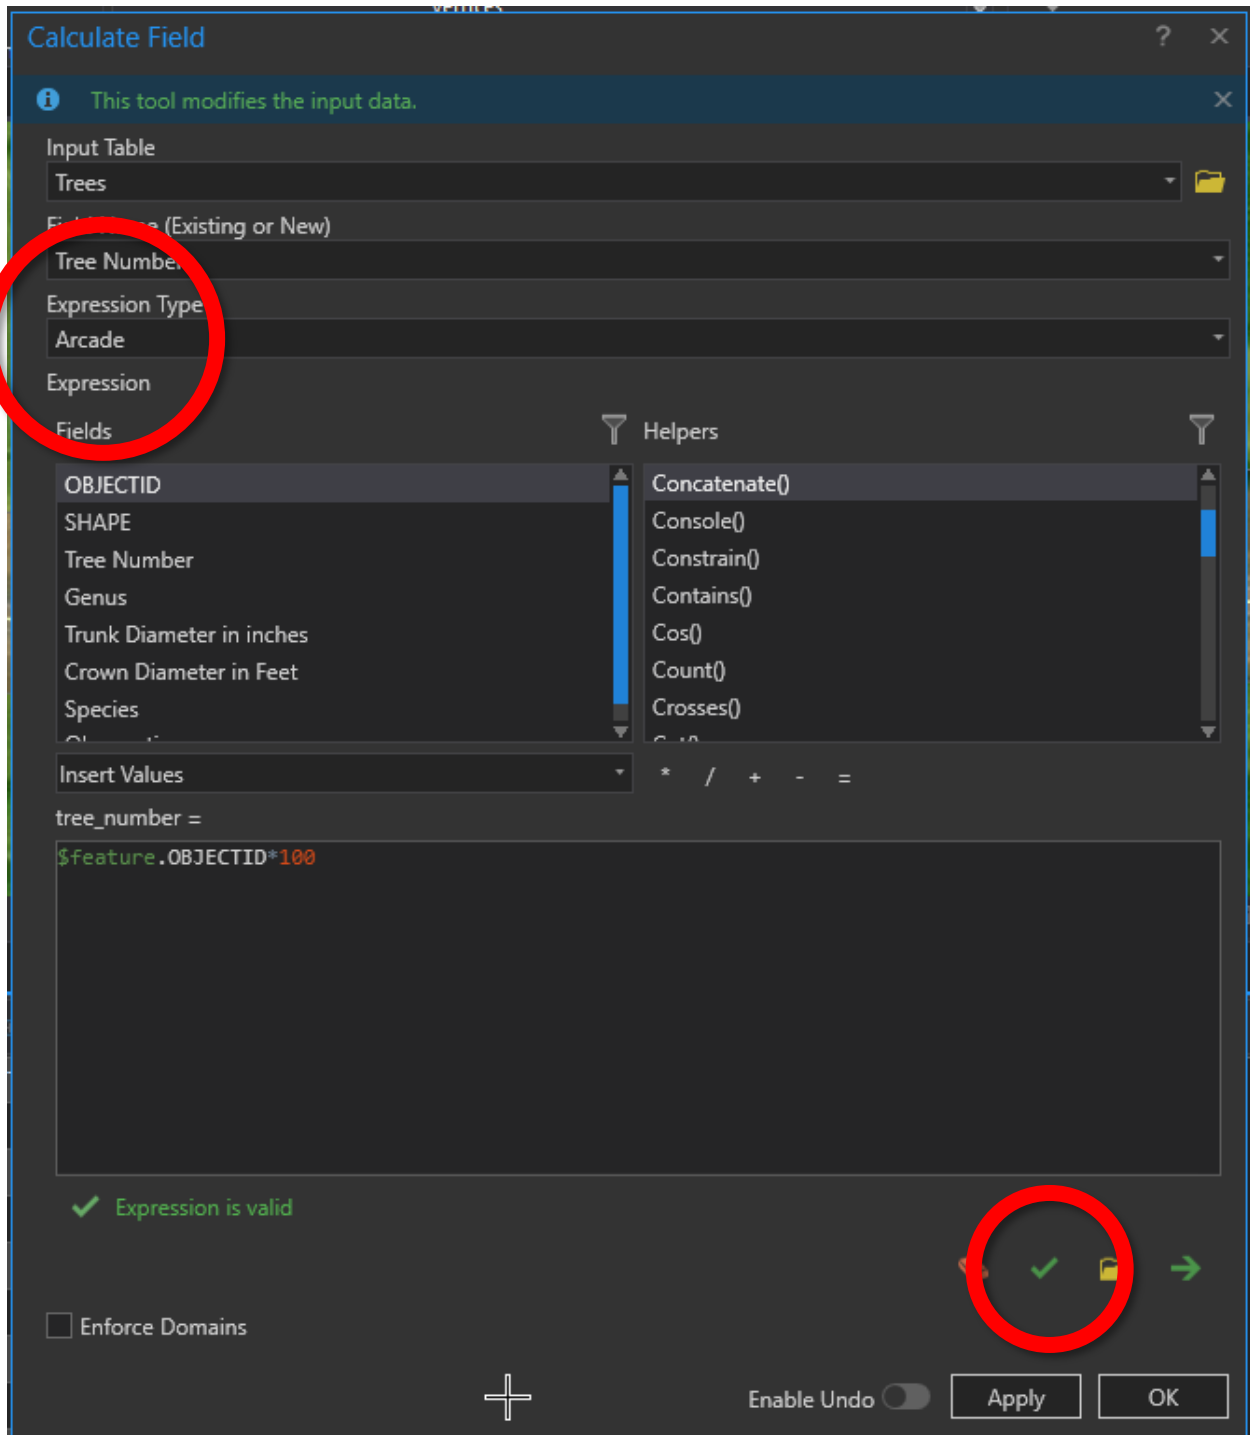 Calculate Field
?
This tool modifies the input data.
Input Table
Trees
(Existing or New)
Tree Number
Expression Type
Arcade
Expression
Fields
Helpers
OBJECTID
SHAPE
Tree Number
Genus
Trunk Diameter in inches
Crown Diameter in Feet
Species
Concatenate()
Console()
Constrain()
Contains()
Cos()
Count()
Crosses()
Insert Values
* / + - =
tree_number =
$feature.OBJECTID*100
Expression is valid
Enforce Domains
Enable Undo
Apply
OK